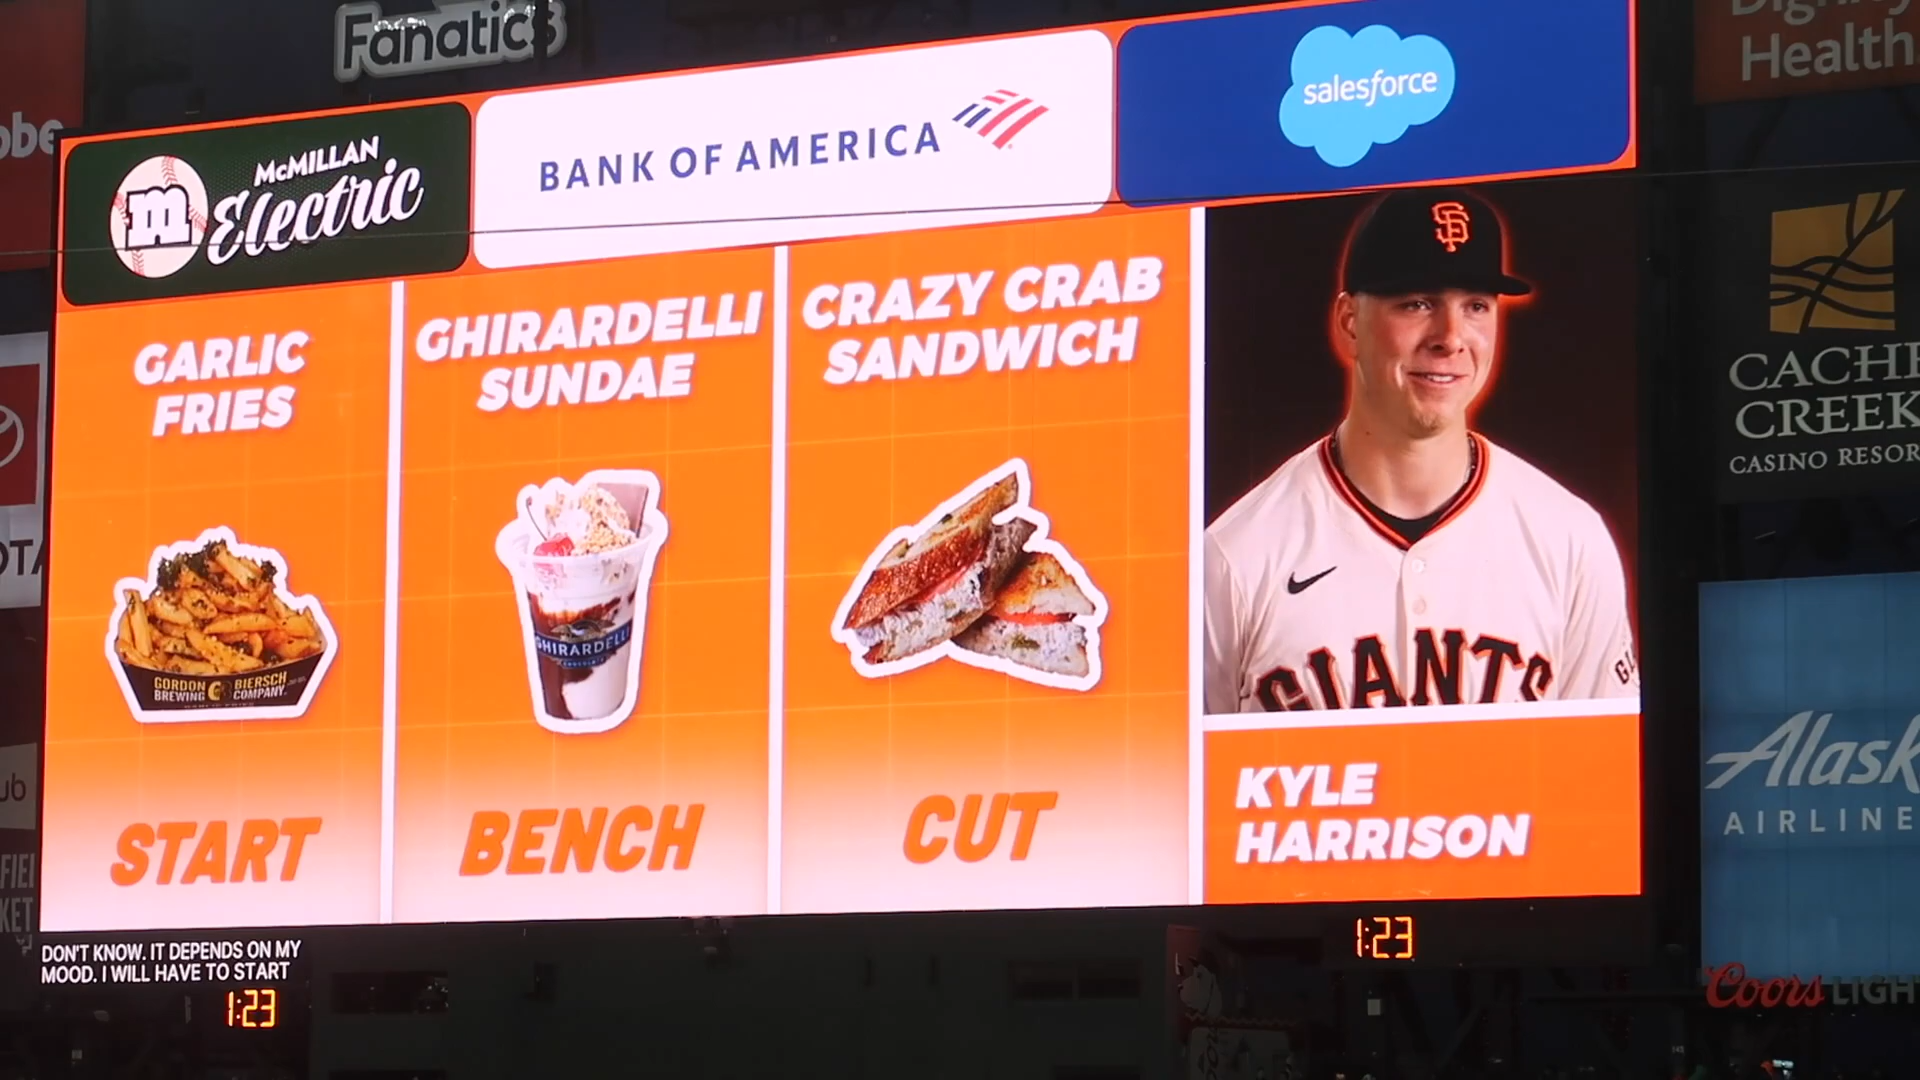 Fanatics
Health
McMILLAN
Electric
m
BANK OF AMERICA
salesforce
SF
GARLIC
FRIES
GHIRARDELLI
SUNDAE
CRAZY CRAB
SANDWICH
GORDON BIERSCH
BREWING COMPANY
GHIRARDELLI
GIANTS
START
BENCH
CUT
KYLE
HARRISON
CACHE
CREEK
CASINO RESOR
Alask
AIRLINE
Coors LIGH
DON'T KNOW. IT DEPENDS ON MY
MOOD. I WILL HAVE TO START
1:23
1:23